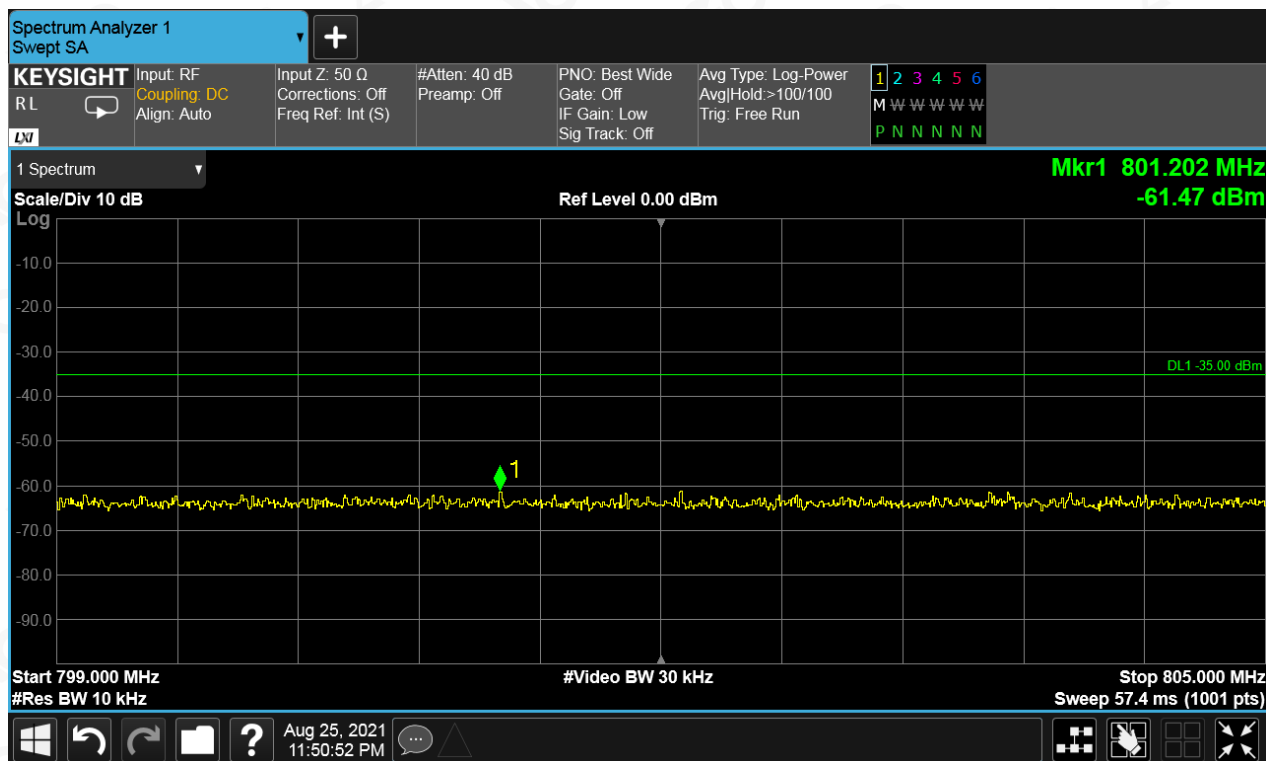 Spectrum Analyzer 1
Swept SA
KEYSIGHT
RL
LXI
Input: RF
Coupling: DC
Align: Auto
Input Z: 50 Ω
Corrections: Off
Freq Ref: Int (S)
#Atten: 40 dB
Preamp: Off
PNO: Best Wide
Gate: Off
IF Gain: Low
Sig Track: Off
Avg Type: Log-Power
Avg|Hold:>100/100
Trig: Free Run
1 2 3 4 5 6
M W W W W W
P N N N N N
1 Spectrum
Mkr1 801.202 MHz
-61.47 dBm
Scale/Div 10 dB
Ref Level 0.00 dBm
Log
-10.0
-20.0
-30.0
DL1 -35.00 dBm
-40.0
-50.0
1
-60.0
-70.0
-80.0
-90.0
Start 799.000 MHz
#Video BW 30 kHz
Stop 805.000 MHz
#Res BW 10 kHz
Sweep 57.4 ms (1001 pts)
?
Aug 25, 2021
11:50:52 PM